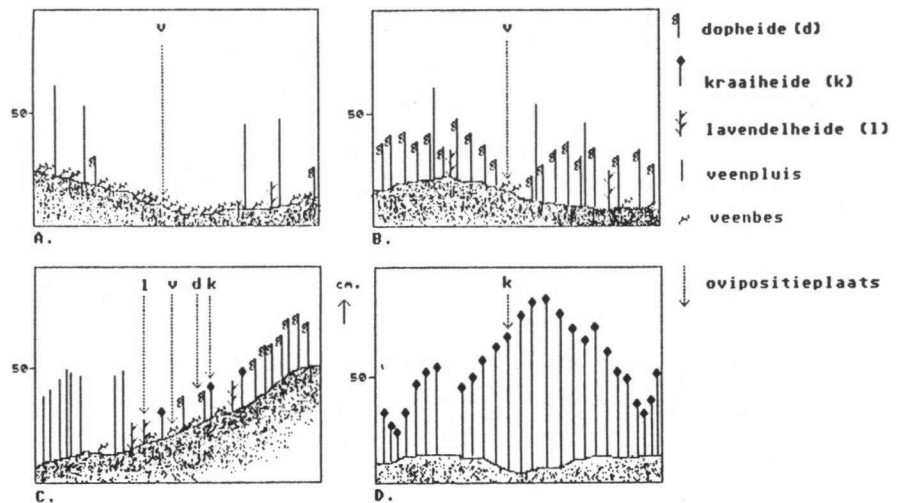 v
50
A.
v
50
B.
dopheide (d)
kraaiheide (k)
lavendelheide (l)
veenpluis
veenbes
ovipositieplaats
l v d k
50
C.
cm.
k
50
D.